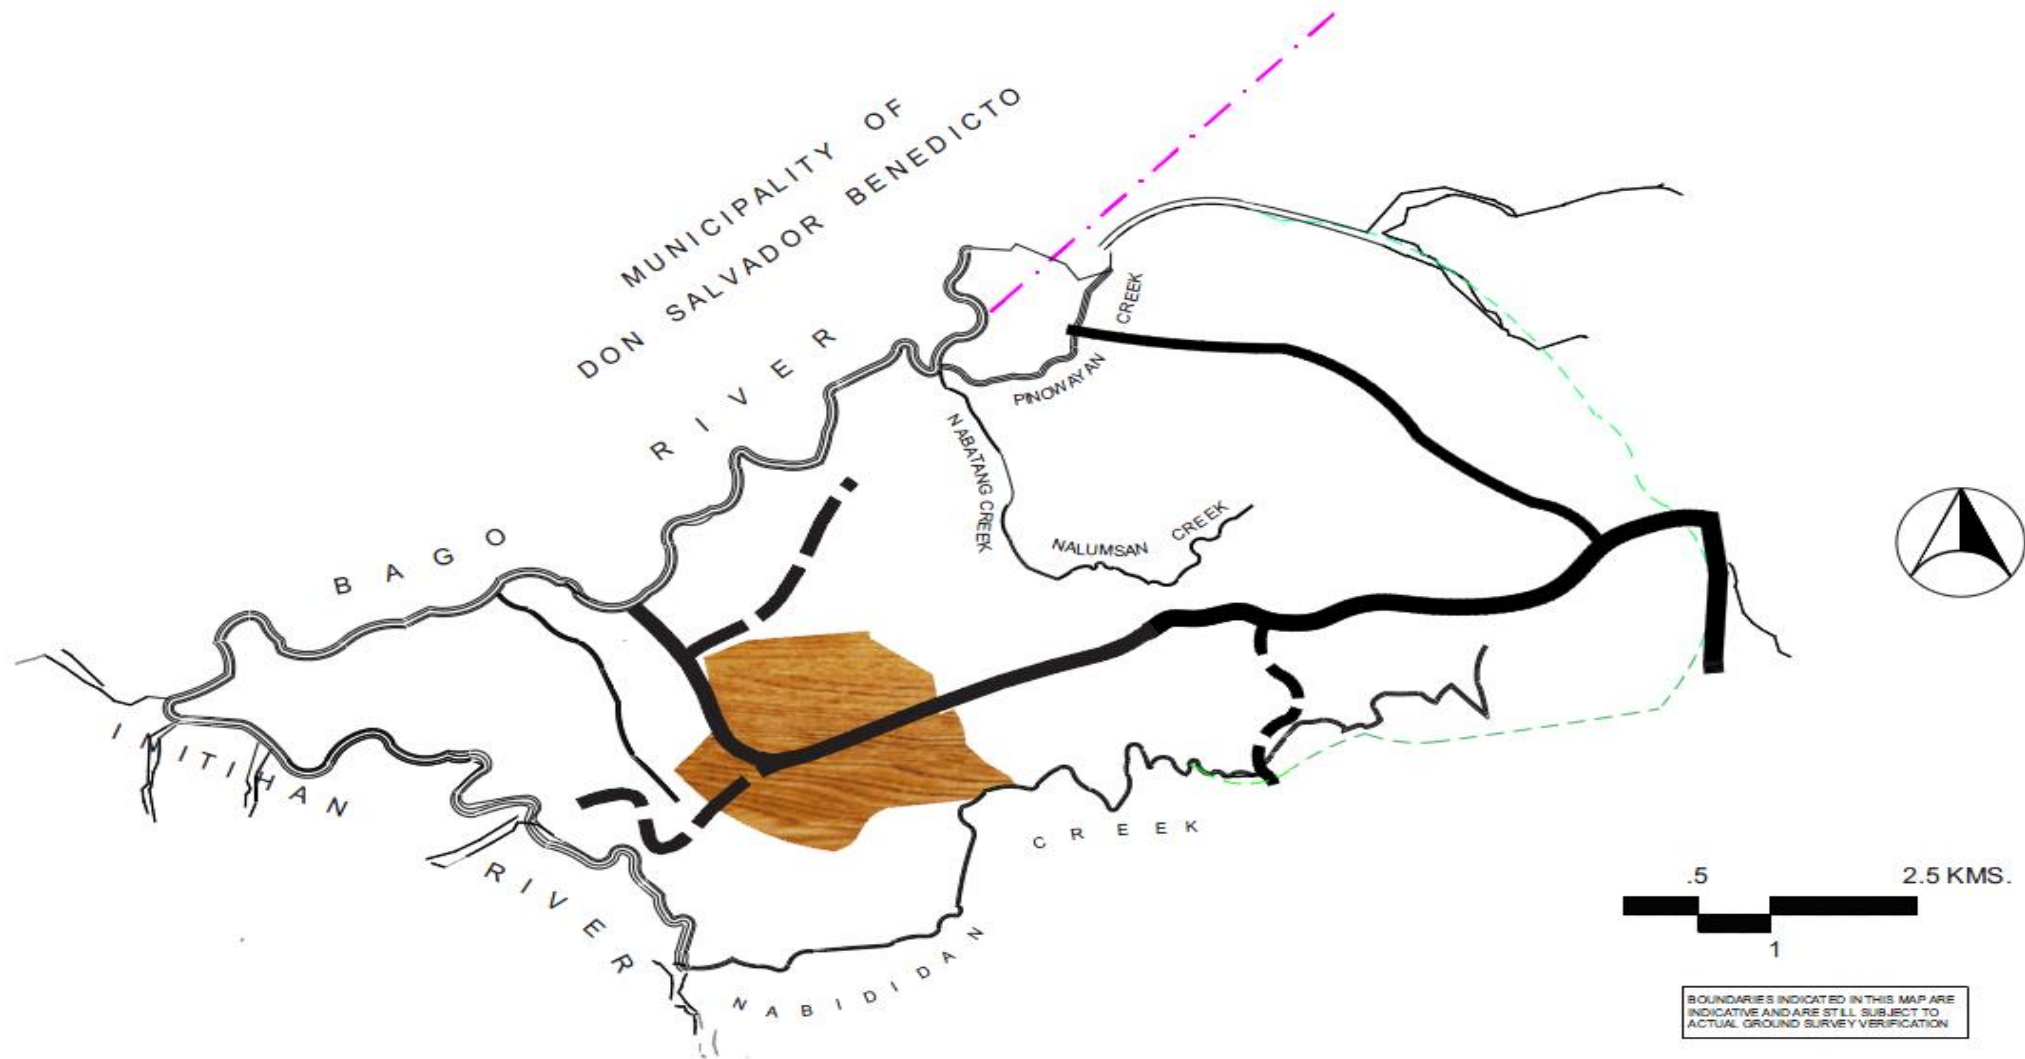 MUNICIPALITY OF
DON SALVADOR BENEDICTO
BAGO RIVER
CREEK
PINOWAYAN
NABATANG CREEK
NALUMSAN CREEK
IMITIHAN
RIVER
CREEK
NABIDIDAN
.5 2.5 KMS.
1
BOUNDARIES INDICATED IN THIS MAP ARE
INDICATIVE AND ARE STILL SUBJECT TO
ACTUAL GROUND SURVEY VERIFICATION